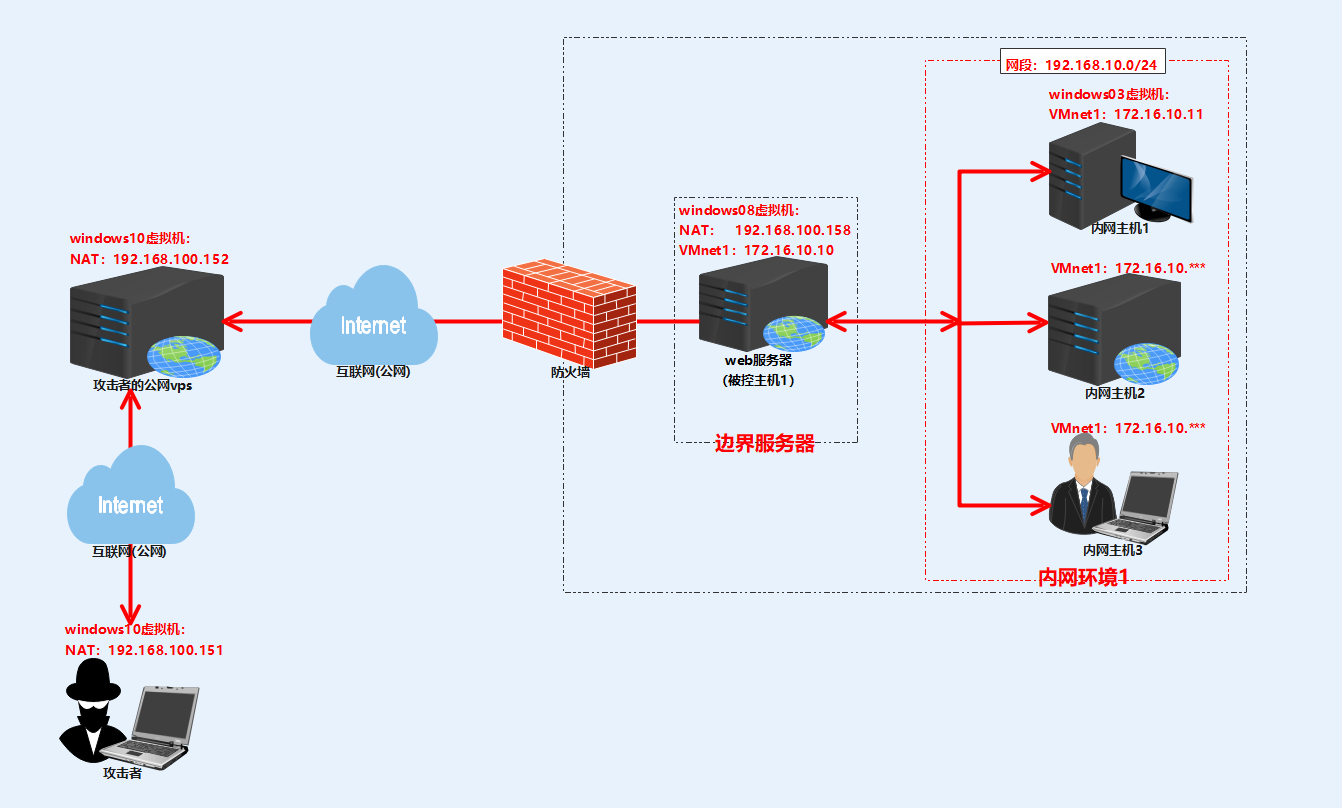 网段：192.168.10.0/24
windows03虚拟机：
VMnet1：172.16.10.11
内网主机1
windows08虚拟机：
NAT： 192.168.100.158
VMnet1：172.16.10.10
web服务器
(被控主机1)
边界服务器
windows10虚拟机：
NAT：192.168.100.152
攻击者的公网vps
Internet
互联网(公网)
防火墙
VMnet1：172.16.10.***
内网主机2
VMnet1：172.16.10.***
内网主机3
内网环境1
Internet
互联网(公网)
windows10虚拟机：
NAT：192.168.100.151
攻击者